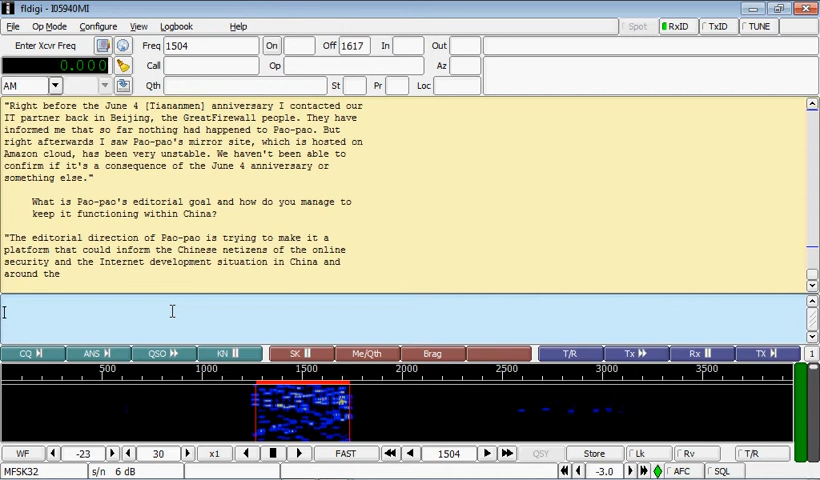 fldigi - I05940MI
File Op Mode Configure View Logbook Help Spot RxID TxID TUNE
Enter Xcvr Freq Freq 1504 On Off 1617 In Out
0.000 Call Op Az
AM Qth St Pr Loc
"Right before the June 4 [Tiananmen] anniversary I contacted our
IT partner back in Beijing, the GreatFirewall people. They have
informed me that so far nothing had happened to Pao-pao. But
right afterwards I saw Pao-pao's mirror site, which is hosted on
Amazon cloud, has been very unstable. We haven't been able to
confirm if it's a consequence of the June 4 anniversary or
something else."
What is Pao-pao's editorial goal and how do you manage to
keep it functioning within China?
"The editorial direction of Pao-pao is trying to make it a
platform that could inform the Chinese netizens of the online
security and the Internet development situation in China and
around the
CQ ANS QSO KN SK Me/Qth Brag T/R Tx Rx TX 1
500 1000 1500 2000 2500 3000 3500
WF -23 30 x1 FAST 1504 QSY Store Lk Rv T/R
MFSK32 s/n 6 dB -3.0 AFC SQL